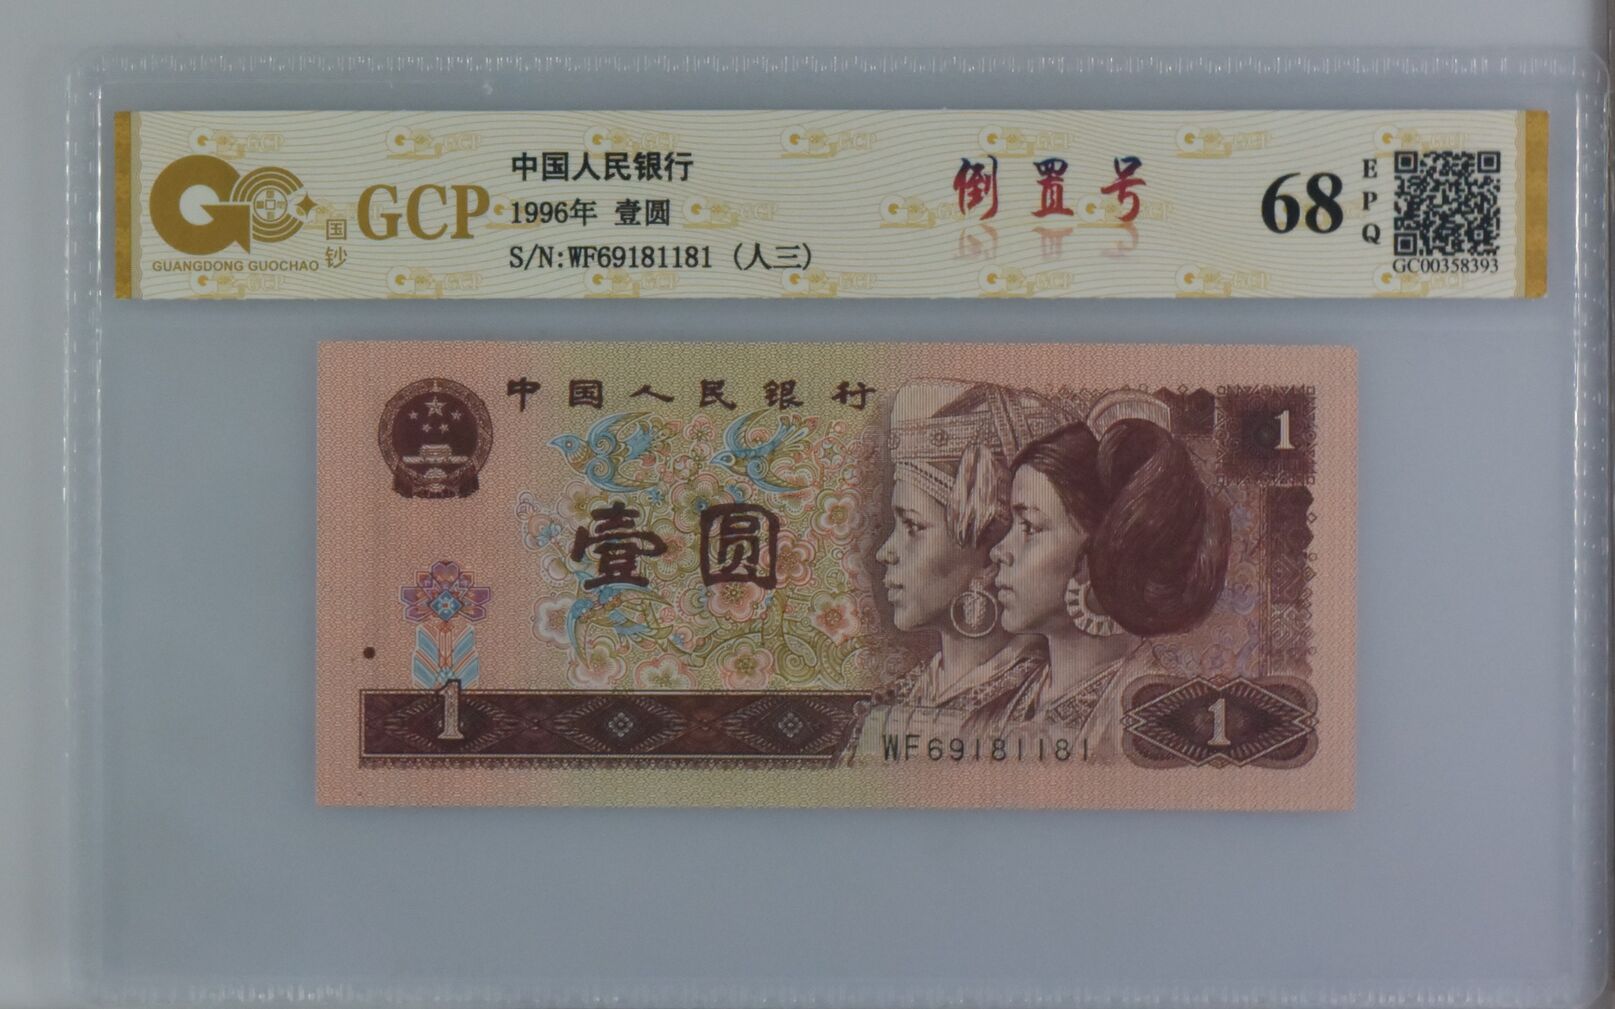 GUANGDONG GUOCHAO
国钞
GCP
中国人民银行
1996年 壹圆
S/N:WF69181181 (人三)
倒置号
68
EPQ
GC00358393
中国人民银行
1
壹圆
1
1
WF69181181